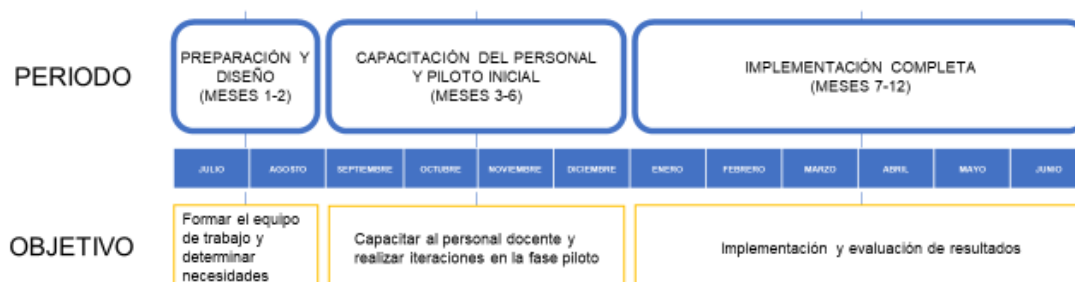 PERIODO
PREPARACIÓN Y
DISEÑO
(MESES 1-2)
CAPACITACIÓN DEL PERSONAL
Y PILOTO INICIAL
(MESES 3-6)
IMPLEMENTACIÓN COMPLETA
(MESES 7-12)
JULIO
AGOSTO
SEPTIEMBRE
OCTUBRE
NOVIEMBRE
DICIEMBRE
ENERO
FEBRERO
MARZO
ABRIL
MAYO
JUNIO
OBJETIVO
Formar el equipo
de trabajo y
determinar
necesidades
Capacitar al personal docente y
realizar iteraciones en la fase piloto
Implementación y evaluación de resultados